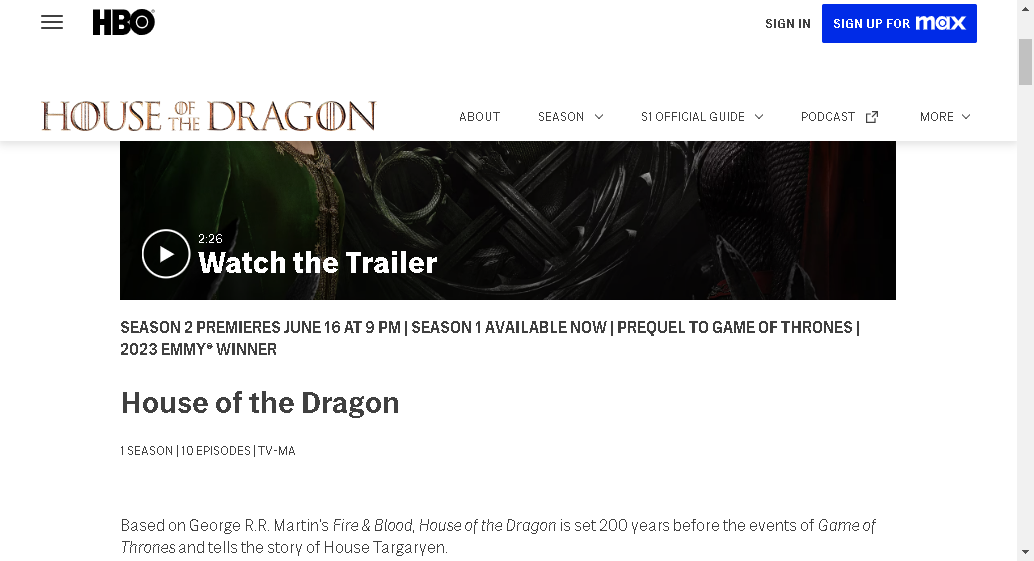 HBO
SIGN IN
SIGN UP FOR max
HOUSE OF THE DRAGON
ABOUT
SEASON
S1 OFFICIAL GUIDE
PODCAST
MORE
2:26
Watch the Trailer
SEASON 2 PREMIERES JUNE 16 AT 9 PM | SEASON 1 AVAILABLE NOW | PREQUEL TO GAME OF THRONES |
2023 EMMY® WINNER
House of the Dragon
1 SEASON | 10 EPISODES | TV-MA
Based on George R.R. Martin's Fire & Blood, House of the Dragon is set 200 years before the events of Game of
Thrones and tells the story of House Targaryen.